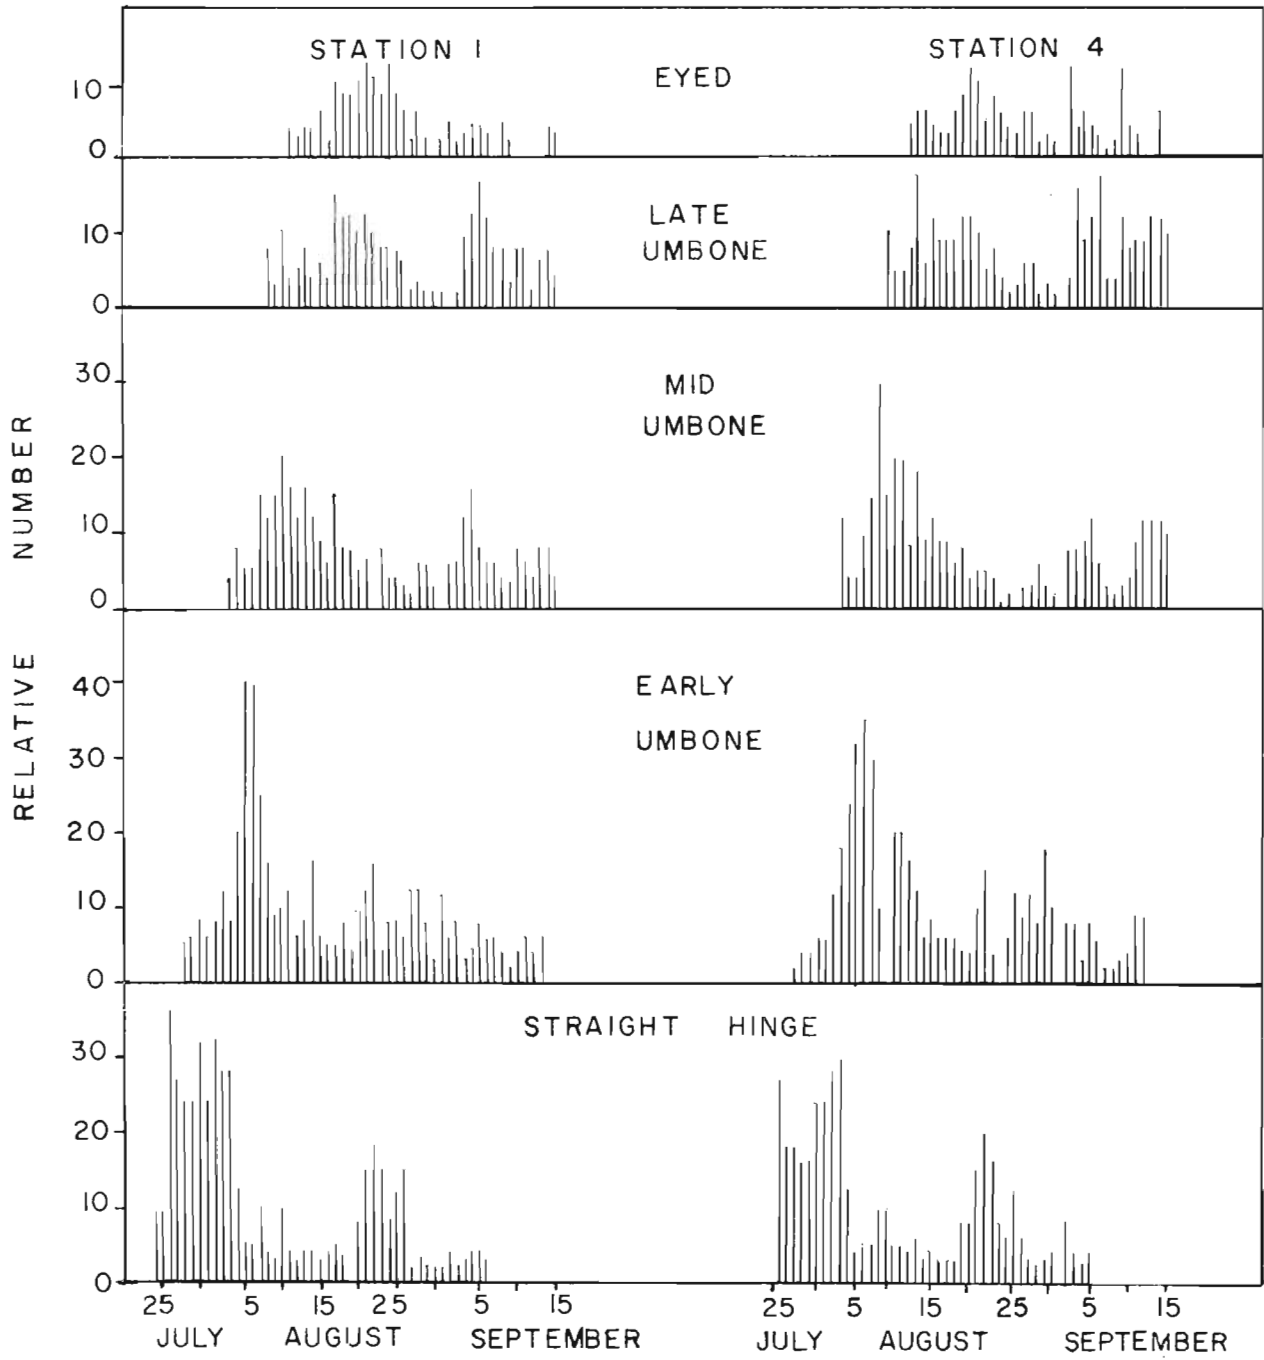 STATION 1
STATION 4
EYED
10
0
LATE
UMBONE
10
0
MID
UMBONE
30
20
10
0
EARLY
UMBONE
40
30
20
10
0
STRAIGHT HINGE
30
20
10
0
RELATIVE NUMBER
25 5 15 25 5 15
JULY AUGUST SEPTEMBER
25 5 15 25 5 15
JULY AUGUST SEPTEMBER